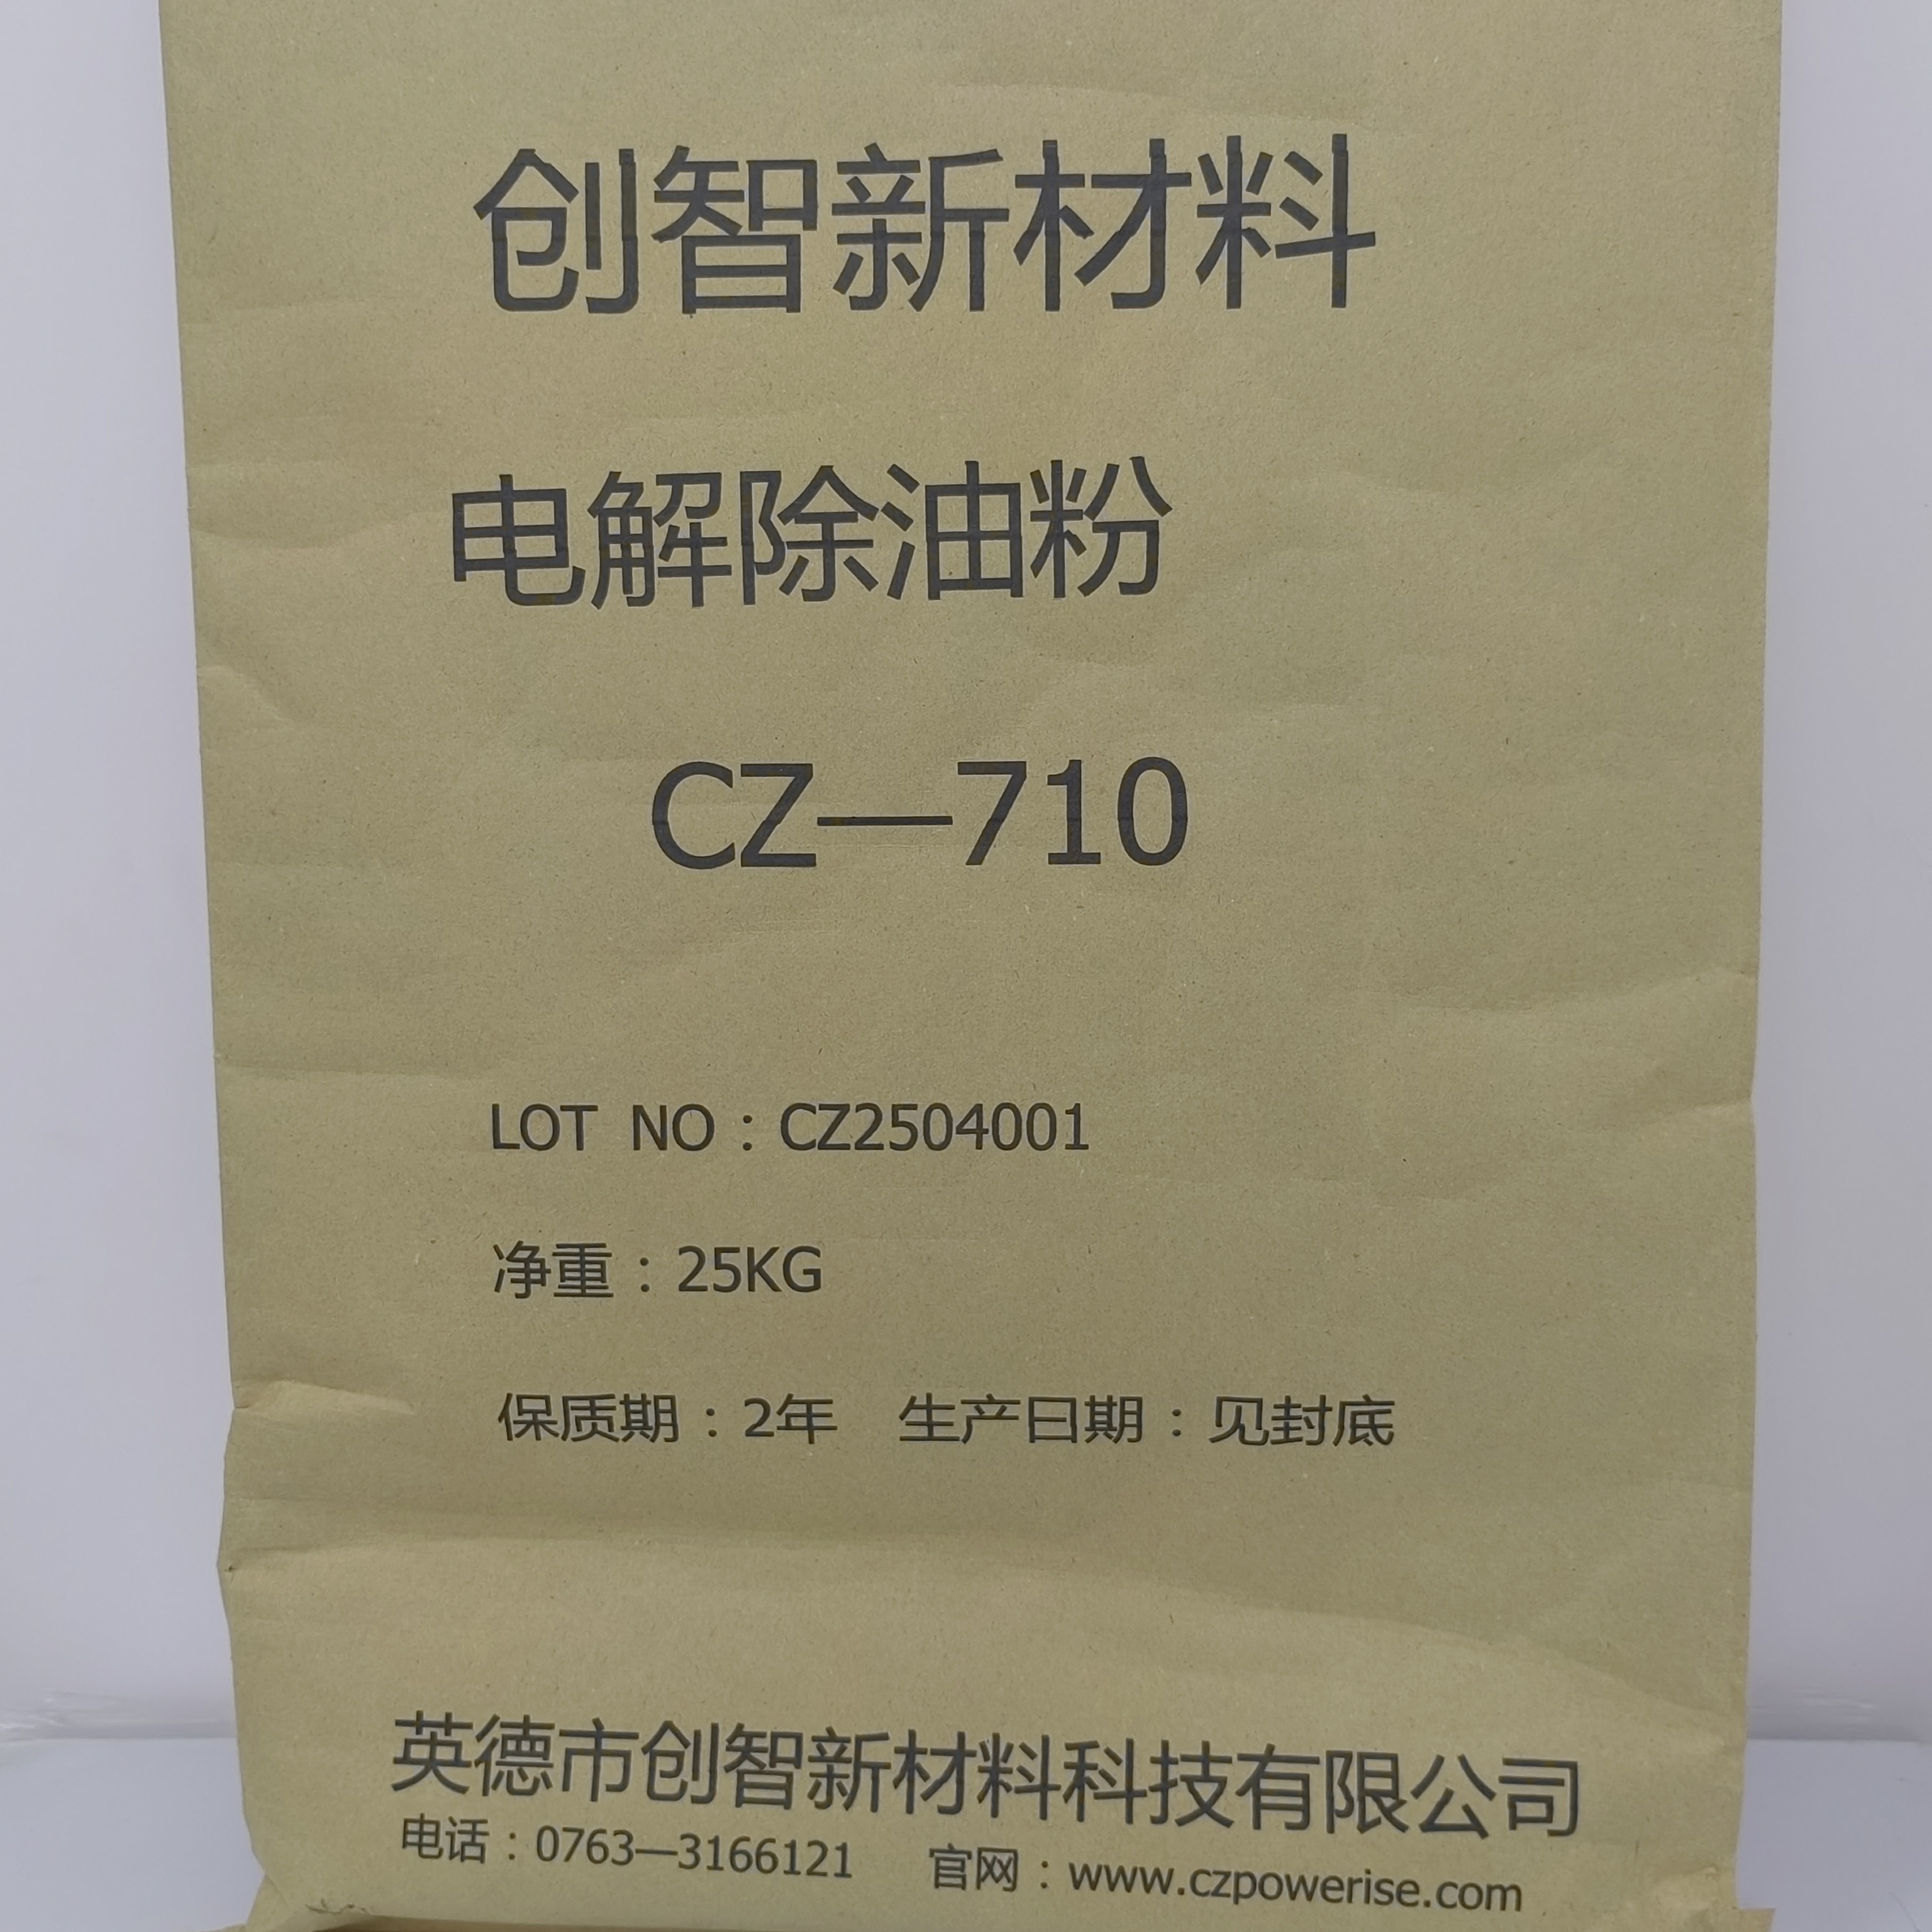 创智新材料
电解除油粉
CZ—710
LOT NO：CZ2504001
净重：25KG
保质期：2年 生产日期：见封底
英德市创智新材料科技有限公司
电话：0763—3166121 官网：www.czpowerise.com